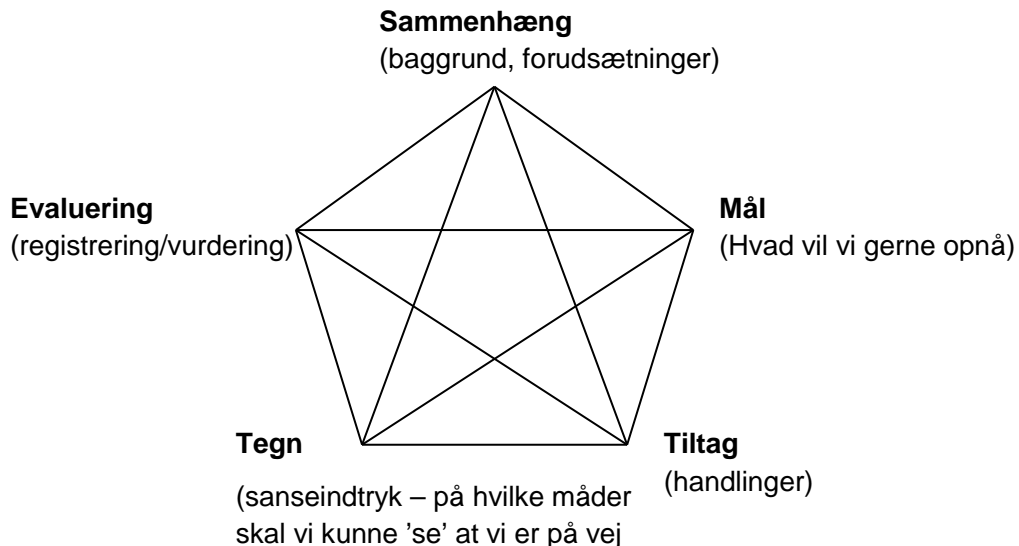 Sammenhæng
(baggrund, forudsætninger)
Evaluering
(registrering/vurdering)
Mål
(Hvad vil vi gerne opnå)
Tegn
(sanseindtryk – på hvilke måder
skal vi kunne ’se’ at vi er på vej
Tiltag
(handlinger)